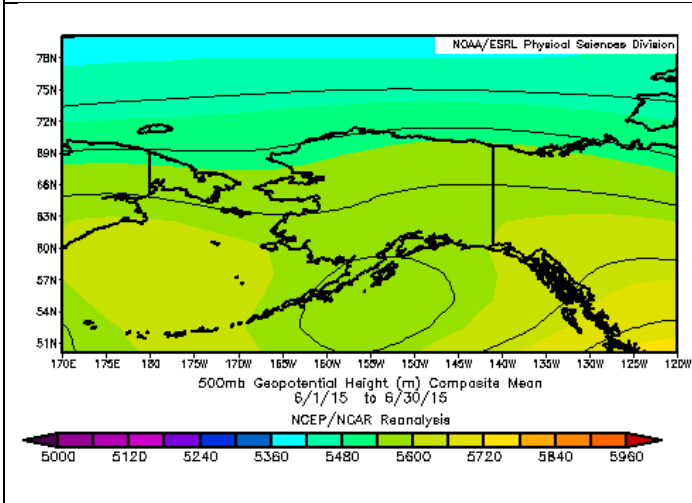 NOAA/ESRL Physical Sciences Division
78N
75N
72N
69N
66N
63N
60N
57N
54N
51N
170E 175E 180 175W 170W 165W 160W 155W 150W 145W 140W 135W 130W 125W 120W
500mb Geopotential Height (m) Composite Mean
6/1/15 to 6/30/15
NCEP/NCAR Reanalysis
5000 5120 5240 5360 5480 5600 5720 5840 5960